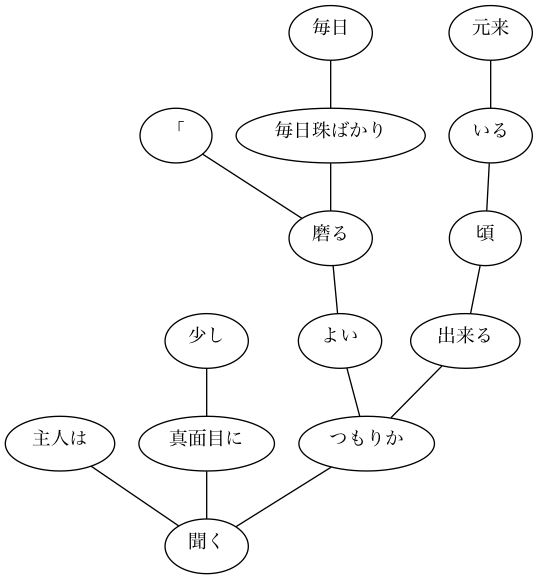 毎日
元来
「
毎日珠ばかり
いる
磨る
頃
少し
よい
出来る
主人は
真面目に
つもりか
聞く